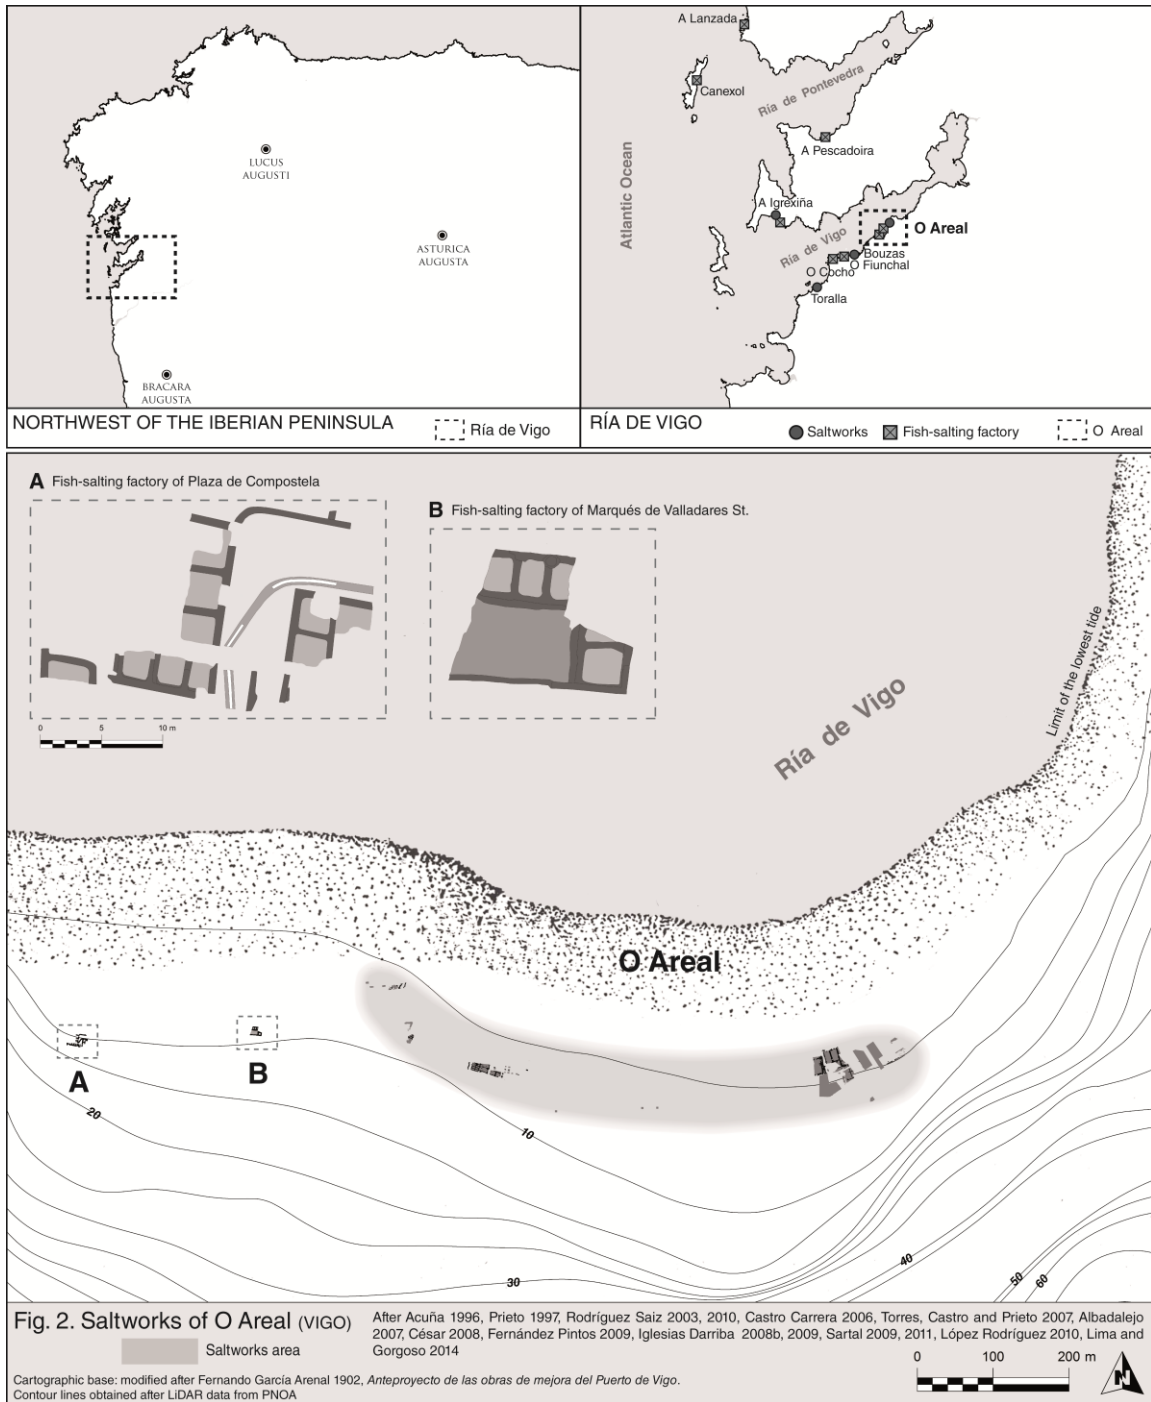 LUCUS
AUGUSTI
ASTURICA
AUGUSTA
BRACARA
AUGUSTA
NORTHWEST OF THE IBERIAN PENINSULA
Ría de Vigo
A Lanzada
Canexol
Ría de Pontevedra
A Pescadoira
Atlantic Ocean
A Igrexiña
O Areal
Ría de Vigo
Bouzas
O Fiunchal
O Cocho
Toralla
RÍA DE VIGO
Saltworks
Fish-salting factory
O Areal
A Fish-salting factory of Plaza de Compostela
B Fish-salting factory of Marqués de Valladares St.
0 5 10 m
Limit of the lowest tide
Ría de Vigo
O Areal
A
B
20
10
30
40
50
60
Fig. 2. Saltworks of O Areal (VIGO)
Saltworks area
After Acuña 1996, Prieto 1997, Rodríguez Saiz 2003, 2010, Castro Carrera 2006, Torres, Castro and Prieto 2007, Albadalejo
2007, César 2008, Fernández Pintos 2009, Iglesias Darriba 2008b, 2009, Sartal 2009, 2011, López Rodríguez 2010, Lima and
Gorgoso 2014
Cartographic base: modified after Fernando García Arenal 1902, Anteproyecto de las obras de mejora del Puerto de Vigo.
Contour lines obtained after LiDAR data from PNOA
0 100 200 m
N